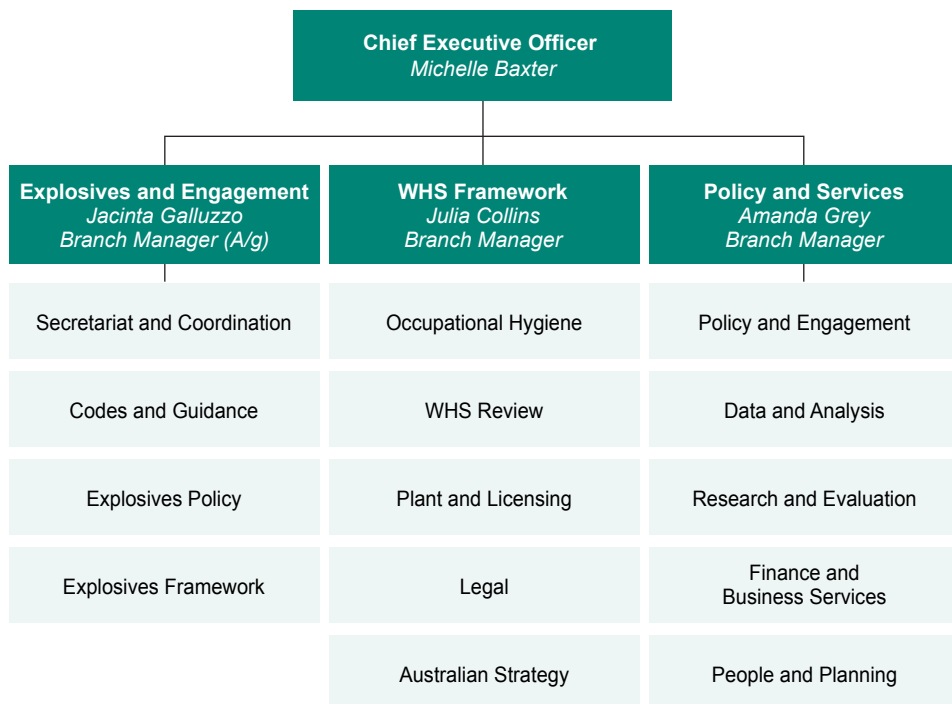 Chief Executive Officer
Michelle Baxter
Explosives and Engagement
Jacinta Galluzzo
Branch Manager (A/g)
WHS Framework
Julia Collins
Branch Manager
Policy and Services
Amanda Grey
Branch Manager
Secretariat and Coordination
Codes and Guidance
Explosives Policy
Explosives Framework
Occupational Hygiene
WHS Review
Plant and Licensing
Legal
Australian Strategy
Policy and Engagement
Data and Analysis
Research and Evaluation
Finance and
Business Services
People and Planning